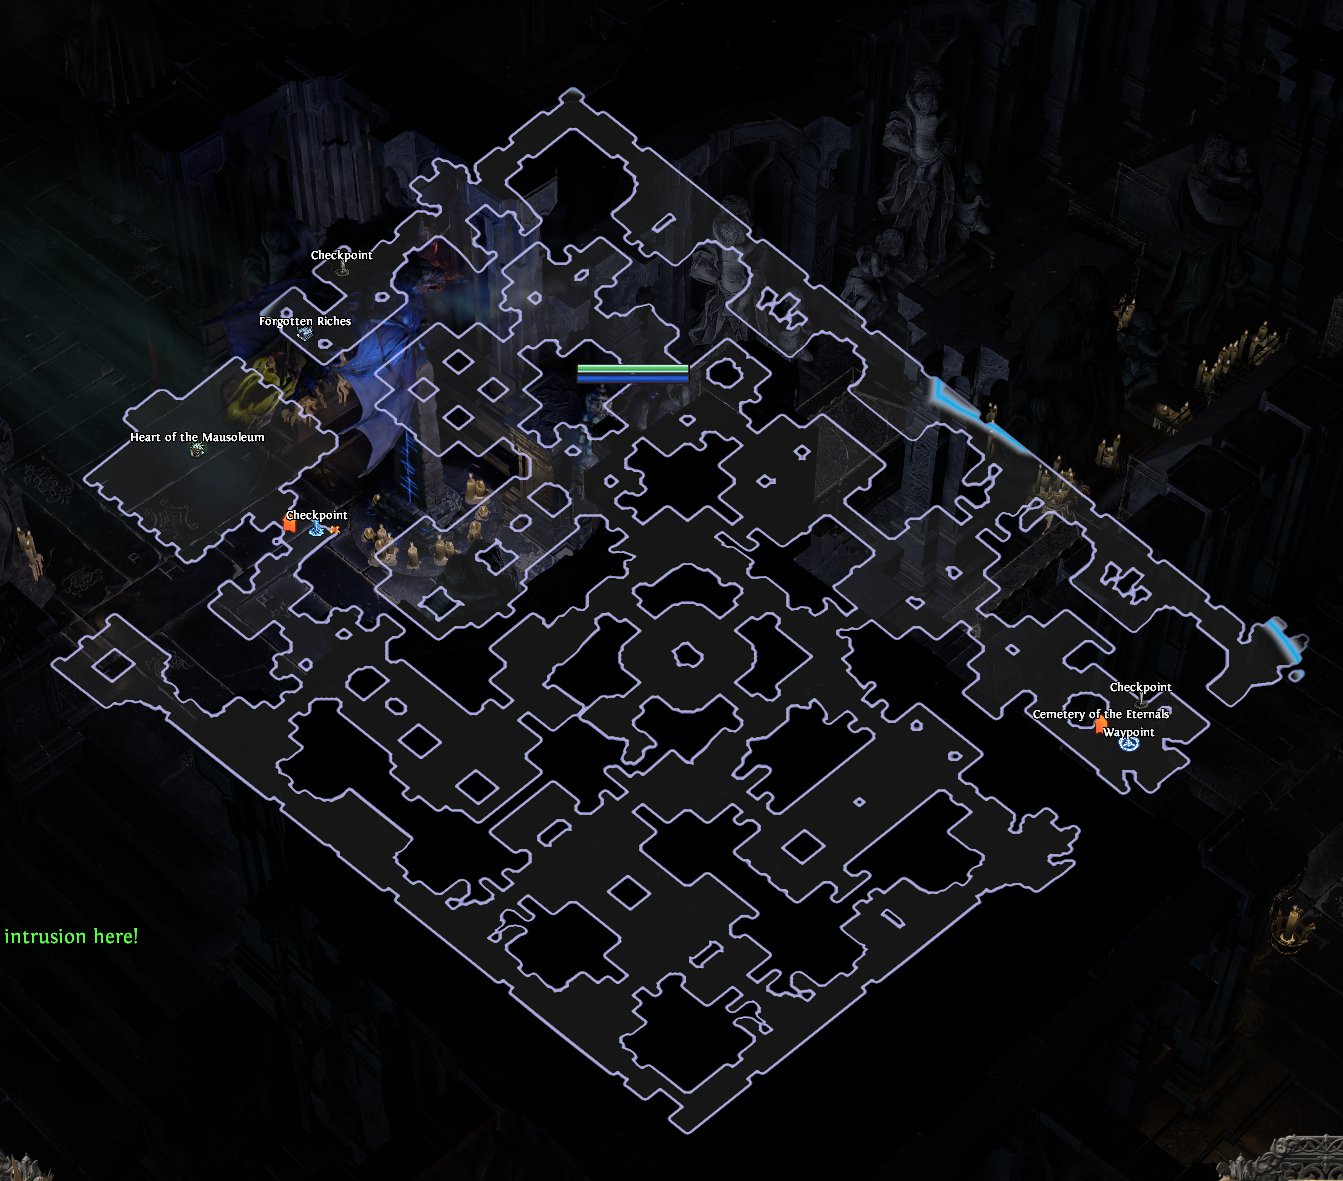 Checkpoint
Forgotten Riches
Heart of the Mausoleum
Checkpoint
Checkpoint
Cemetery of the Eternals
Waypoint
intrusion here!